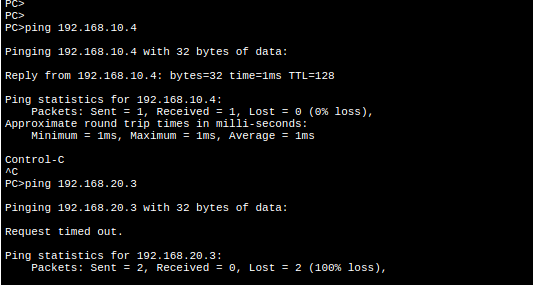 PC>
PC>
PC>ping 192.168.10.4
Pinging 192.168.10.4 with 32 bytes of data:
Reply from 192.168.10.4: bytes=32 time=1ms TTL=128
Ping statistics for 192.168.10.4:
    Packets: Sent = 1, Received = 1, Lost = 0 (0% loss),
Approximate round trip times in milli-seconds:
    Minimum = 1ms, Maximum = 1ms, Average = 1ms
Control-C
^C
PC>ping 192.168.20.3
Pinging 192.168.20.3 with 32 bytes of data:
Request timed out.
Ping statistics for 192.168.20.3:
    Packets: Sent = 2, Received = 0, Lost = 2 (100% loss),